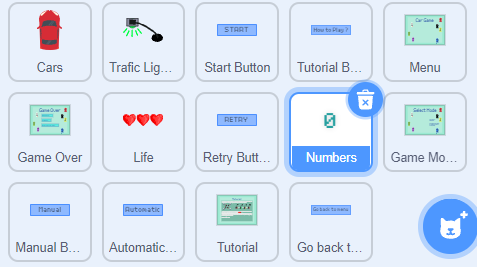 START
How to Play ?
Car Game
Cars
Trafic Lig...
Start Button
Tutorial B...
Menu
Game Over
RETRY
0
Select Mode
Game Over
Life
Retry Butt...
Numbers
Game Mo...
Manual
Automatic
Go back to menu
Manual B...
Automatic...
Tutorial
Go back t...